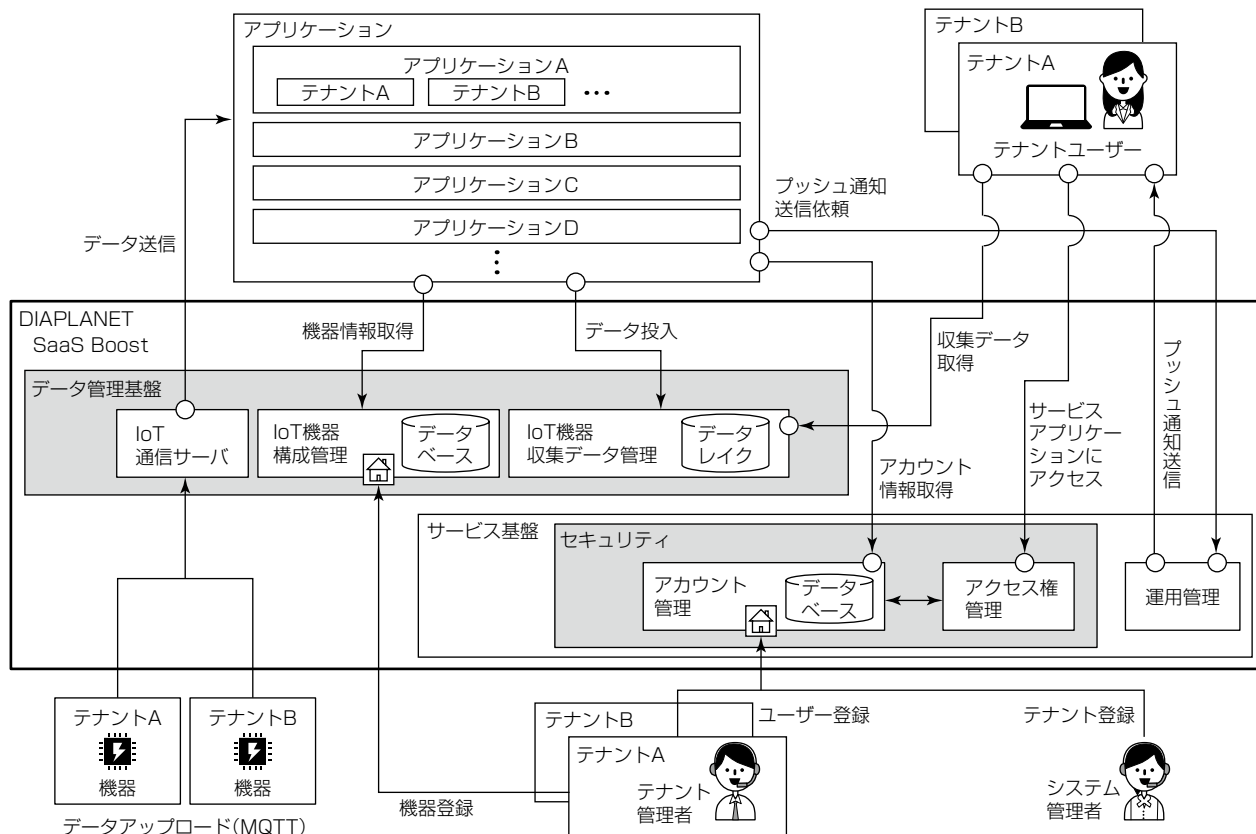 アプリケーション
アプリケーションA
テナントA
テナントB
•••
アプリケーションB
アプリケーションC
アプリケーションD
テナントB
テナントA
テナントユーザー
プッシュ通知
送信依頼
データ送信
DIAPLANET
SaaS Boost
機器情報取得
データ投入
収集データ
取得
データ管理基盤
IoT
通信サーバ
IoT機器
構成管理
データ
ベース
IoT機器
収集データ管理
データ
レイク
アカウント
情報取得
サービス
アプリケー
ションに
アクセス
プッシュ通知送信
サービス基盤
セキュリティ
アカウント
管理
データ
ベース
アクセス権
管理
運用管理
テナントA
機器
テナントB
機器
データアップロード(MQTT)
機器登録
テナントB
テナントA
テナント
管理者
ユーザー登録
テナント登録
システム
管理者